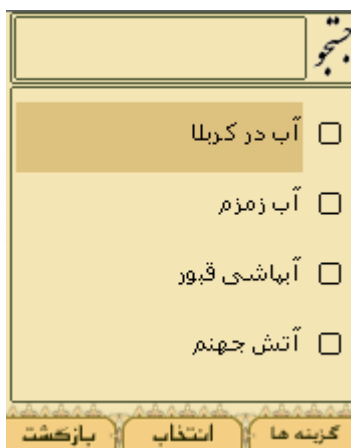 جستجو
آب در کربلا
آب زمزم
آبپاشی قبور
آتش جهنم
گزینه ها انتخاب بازگشت